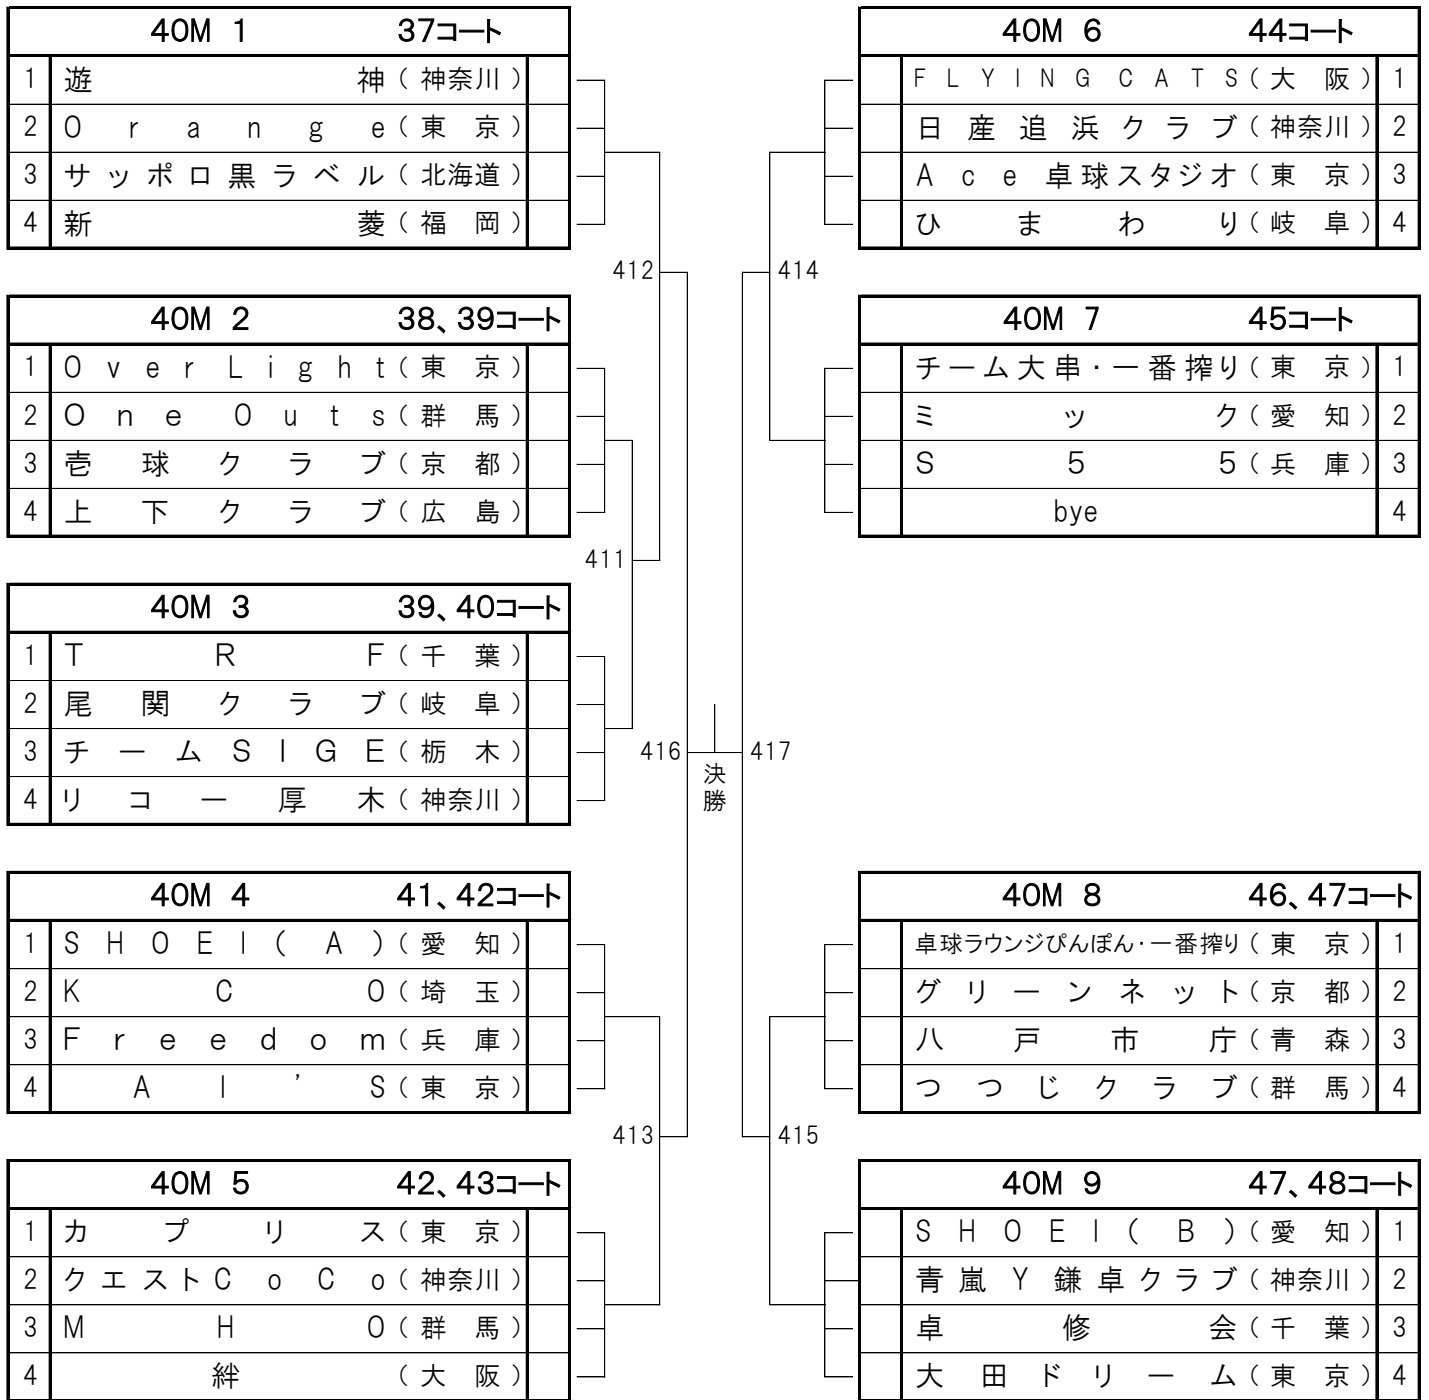 40M 1 37コート
1 遊神(神奈川)
2 Orange(東京)
3 サッポロ黒ラベル(北海道)
4 新菱(福岡)
412
40M 2 38、39コート
1 OverLight(東京)
2 One Outs(群馬)
3 壱球クラブ(京都)
4 上下クラブ(広島)
411
40M 3 39、40コート
1 TRF(千葉)
2 尾関クラブ(岐阜)
3 チームSIGE(栃木)
4 リコー厚木(神奈川)
416
40M 4 41、42コート
1 SHOEI(A)(愛知)
2 KCO(埼玉)
3 Freedom(兵庫)
4 Al'S(東京)
413
40M 5 42、43コート
1 カプリス(東京)
2 クエストCoCo(神奈川)
3 MHO(群馬)
4 絆(大阪)
決勝
40M 6 44コート
FLYING CATS(大阪) 1
日産追浜クラブ(神奈川) 2
Ace卓球スタジオ(東京) 3
ひまわり(岐阜) 4
414
40M 7 45コート
チーム大串・一番搾り(東京) 1
ミック(愛知) 2
S55(兵庫) 3
bye 4
417
40M 8 46、47コート
卓球ラウンジぴんぽん・一番搾り(東京) 1
グリーンネット(京都) 2
八戸市庁(青森) 3
つつじクラブ(群馬) 4
415
40M 9 47、48コート
SHOEI(B)(愛知) 1
青嵐Y鎌卓クラブ(神奈川) 2
卓修会(千葉) 3
大田ドリーム(東京) 4